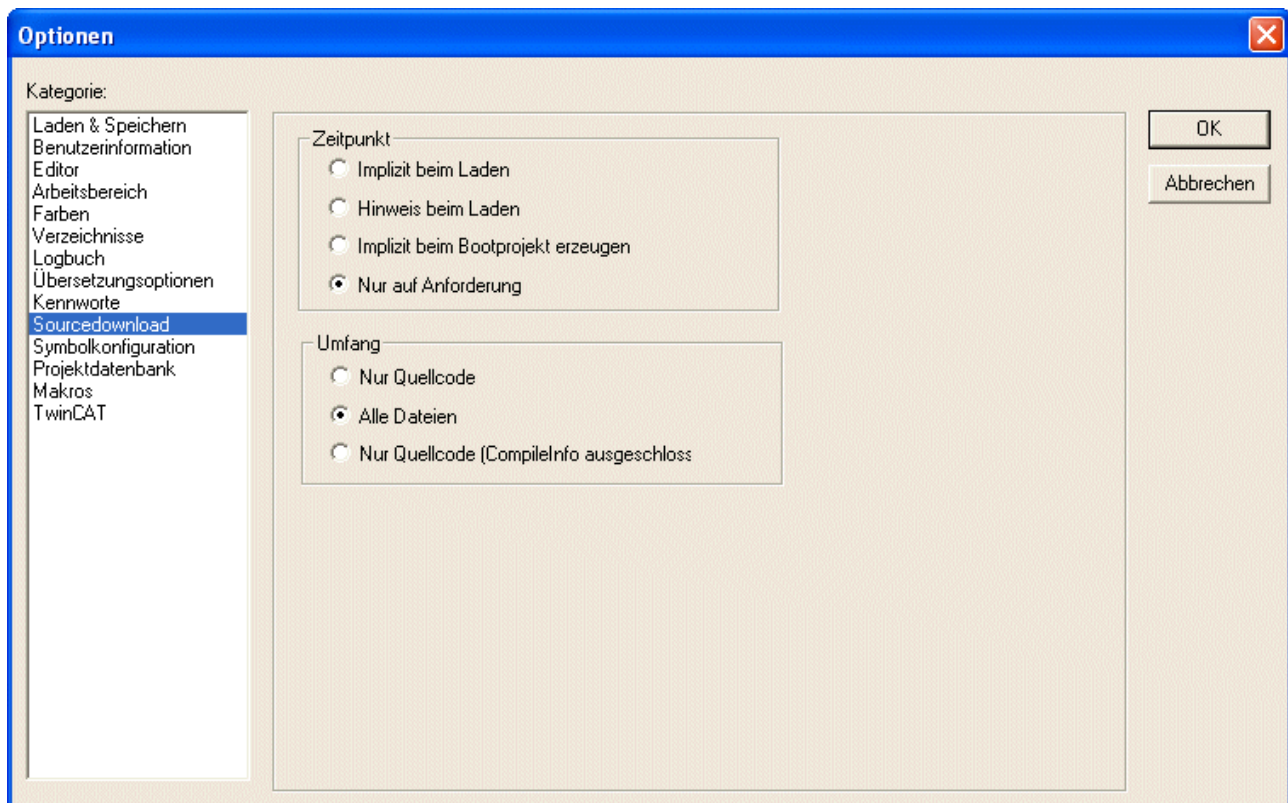 Optionen
Kategorie:
Laden & Speichern
Benutzerinformation
Editor
Arbeitsbereich
Farben
Verzeichnisse
Logbuch
Übersetzungsoptionen
Kennworte
Sourcedownload
Symbolkonfiguration
Projektdatenbank
Makros
TwinCAT
Zeitpunkt
Implizit beim Laden
Hinweis beim Laden
Implizit beim Bootprojekt erzeugen
Nur auf Anforderung
Umfang
Nur Quellcode
Alle Dateien
Nur Quellcode (CompileInfo ausgeschloss
OK
Abbrechen